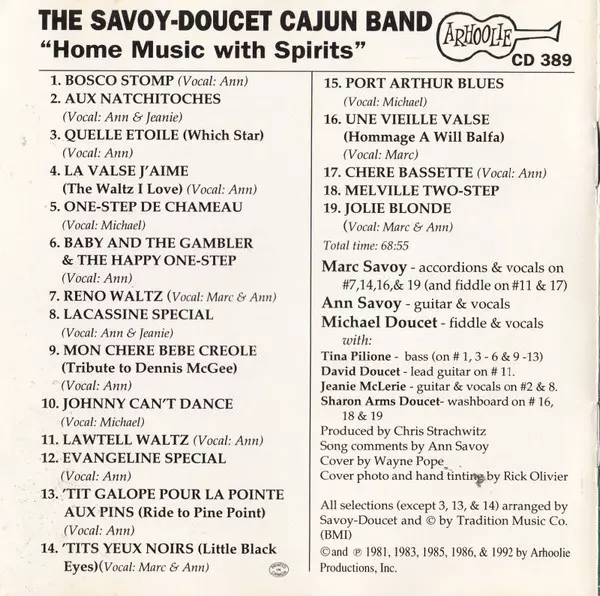 THE SAVOY-DOUCET CAJUN BAND
"Home Music with Spirits"
ARHOOLIE
CD 389
1. BOSCO STOMP (Vocal: Ann)
2. AUX NATCHITOCHES
(Vocal: Ann & Jeanie)
3. QUELLE ETOILE (Which Star)
(Vocal: Ann)
4. LA VALSE J'AIME
(The Waltz I Love) (Vocal: Ann)
5. ONE-STEP DE CHAMEAU
(Vocal: Michael)
6. BABY AND THE GAMBLER
& THE HAPPY ONE-STEP
(Vocal: Ann)
7. RENO WALTZ (Vocal: Marc & Ann)
8. LACASSINE SPECIAL
(Vocal: Ann & Jeanie)
9. MON CHERE BEBE CREOLE
(Tribute to Dennis McGee)
(Vocal: Ann)
10. JOHNNY CAN'T DANCE
(Vocal: Michael)
11. LAWTELL WALTZ (Vocal: Ann)
12. EVANGELINE SPECIAL
(Vocal: Ann)
13. 'TIT GALOPE POUR LA POINTE
AUX PINS (Ride to Pine Point)
(Vocal: Ann)
14. 'TITS YEUX NOIRS (Little Black
Eyes)(Vocal: Marc & Ann)
15. PORT ARTHUR BLUES
(Vocal: Michael)
16. UNE VIEILLE VALSE
(Hommage A Will Balfa)
(Vocal: Marc)
17. CHERE BASSETTE (Vocal: Ann)
18. MELVILLE TWO-STEP
19. JOLIE BLONDE
(Vocal: Marc & Ann)
Total time: 68:55
Marc Savoy - accordions & vocals on
#7,14,16,& 19 (and fiddle on #11 & 17)
Ann Savoy - guitar & vocals
Michael Doucet - fiddle & vocals
with:
Tina Pilione - bass (on # 1, 3 - 6 & 9 -13)
David Doucet - lead guitar on # 11.
Jeanie McLerie - guitar & vocals on #2 & 8.
Sharon Arms Doucet- washboard on # 16,
18 & 19
Produced by Chris Strachwitz
Song comments by Ann Savoy
Cover by Wayne Pope
Cover photo and hand tinting by Rick Olivier
All selections (except 3, 13, & 14) arranged by
Savoy-Doucet and © by Tradition Music Co.
(BMI)
©and ℗ 1981, 1983, 1985, 1986, & 1992 by Arhoolie
Productions, Inc.